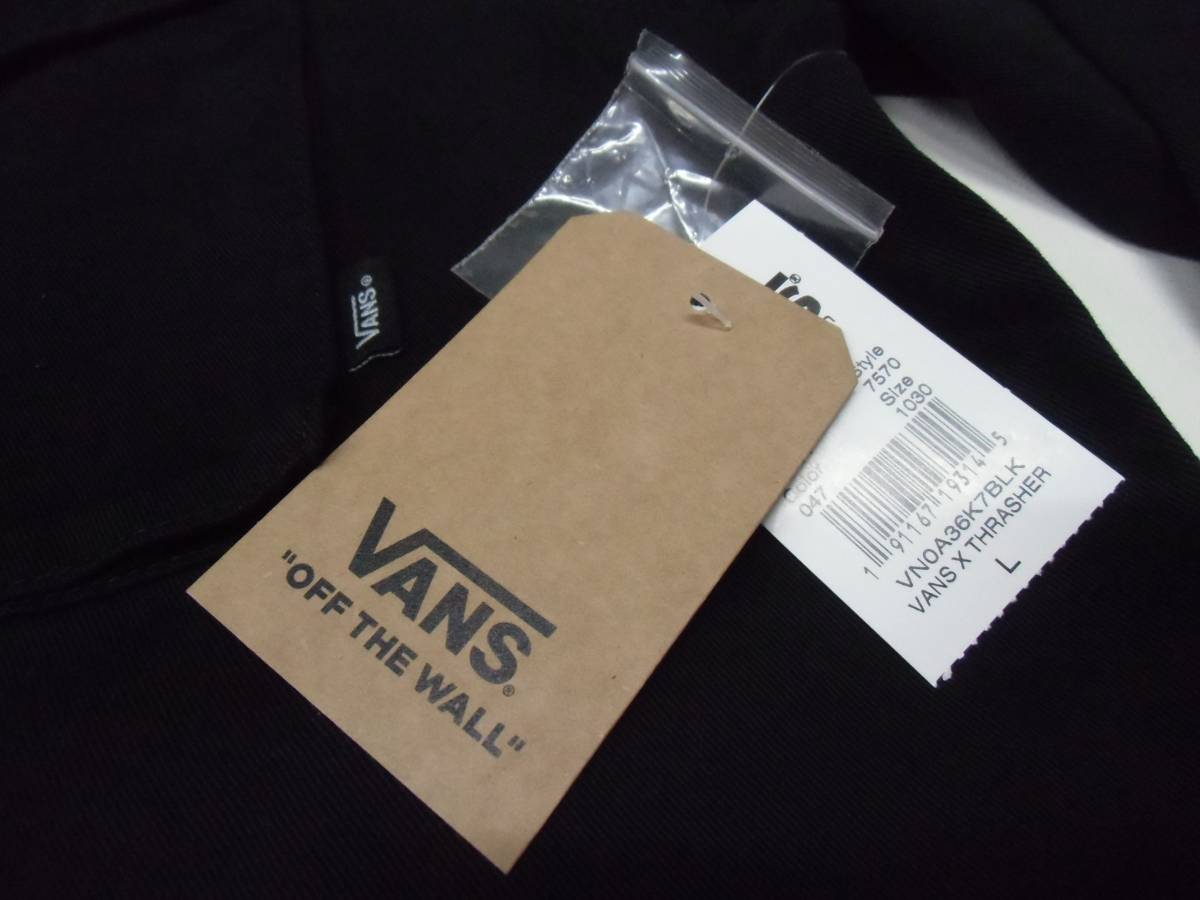 VANS®
VANS®
"OFF THE WALL"
Style
7570
Size
1030
Color
047
1 91167 19314 5
VN0A36K7BLK
VANS X THRASHER
L